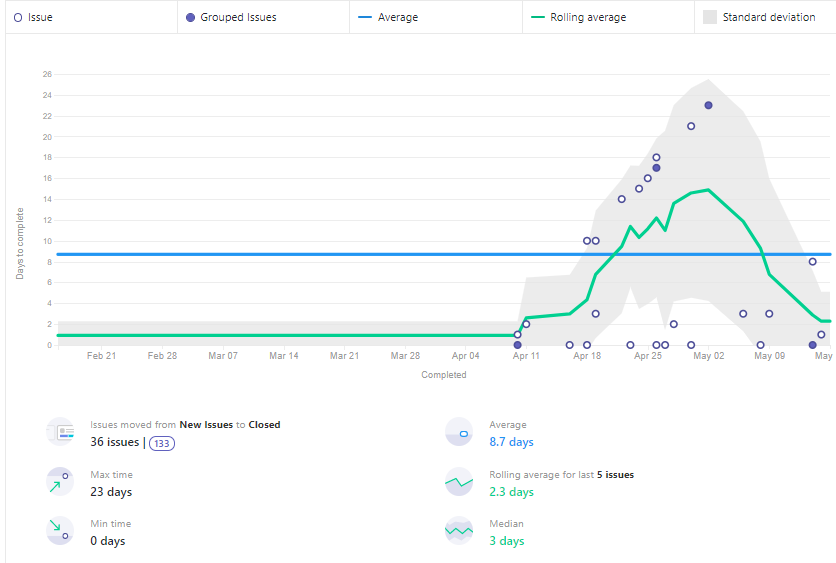 Issue Grouped Issues Average Rolling average Standard deviation
26
24
22
20
18
16
14
12
10
8
6
4
2
0
Days to complete
Feb 21 Feb 28 Mar 07 Mar 14 Mar 21 Mar 28 Apr 04 Apr 11 Apr 18 Apr 25 May 02 May 09 May
Completed
Issues moved from New Issues to Closed
36 issues | 133
Average
8.7 days
Max time
23 days
Rolling average for last 5 issues
2.3 days
Min time
0 days
Median
3 days